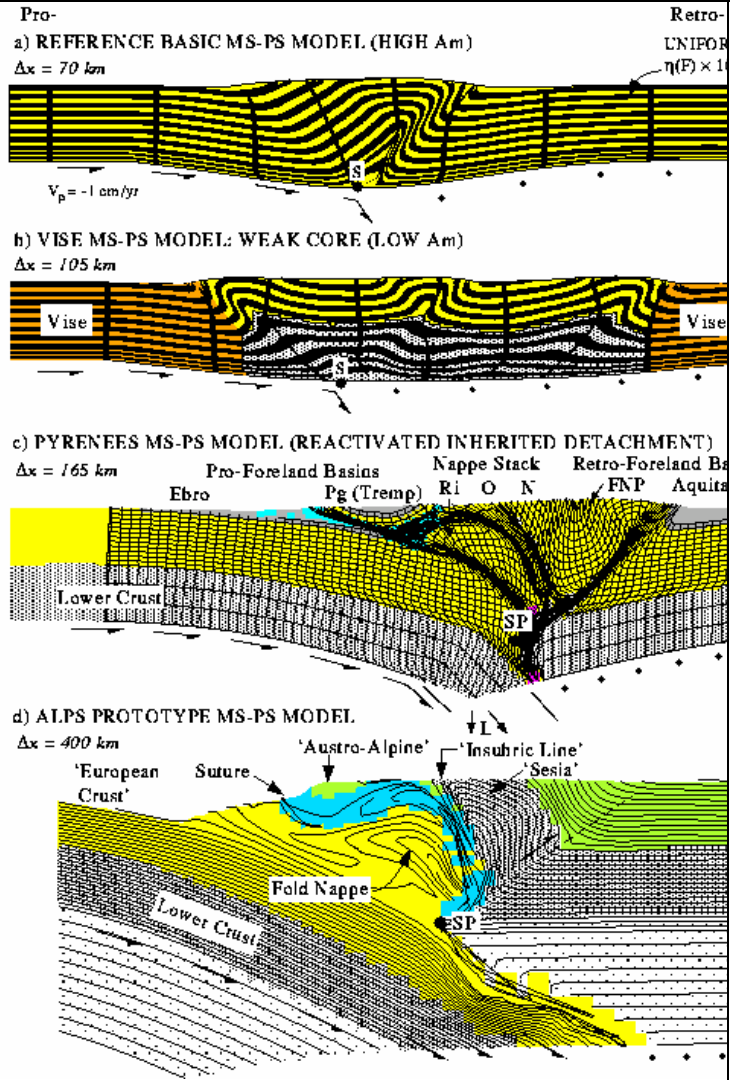 Pro- Retro-
a) REFERENCE BASIC MS-PS MODEL (HIGH Am)
Δx = 70 km
UNIFOR
η(F) × 1
S
Vp = -1 cm/yr
b) VISE MS-PS MODEL: WEAK CORE (LOW Am)
Δx = 105 km
Vise Vise
S
c) PYRENEES MS-PS MODEL (REACTIVATED INHERITED DETACHMENT)
Δx = 165 km
Pro-Foreland Basins Nappe Stack Retro-Foreland Ba
Ebro Pg (Tremp) Ri O N FNP Aquita
Lower Crust
SP
L
d) ALPS PROTOTYPE MS-PS MODEL
Δx = 400 km
'European Crust' Suture 'Austro-Alpine' 'Insubric Line' 'Sesia'
Fold Nappe
Lower Crust
SP